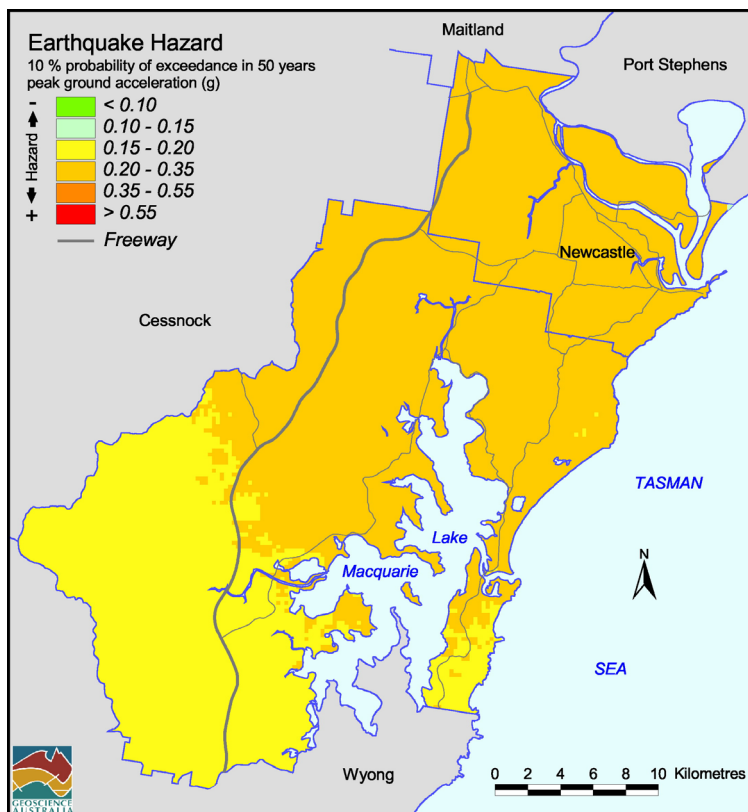 Earthquake Hazard
10 % probability of exceedance in 50 years
peak ground acceleration (g)
- Hazard +
< 0.10
0.10 - 0.15
0.15 - 0.20
0.20 - 0.35
0.35 - 0.55
> 0.55
Freeway
Maitland
Port Stephens
Newcastle
Cessnock
TASMAN
Lake
Macquarie
N
SEA
Wyong
0 2 4 6 8 10 Kilometres
GEOSCIENCE
AUSTRALIA